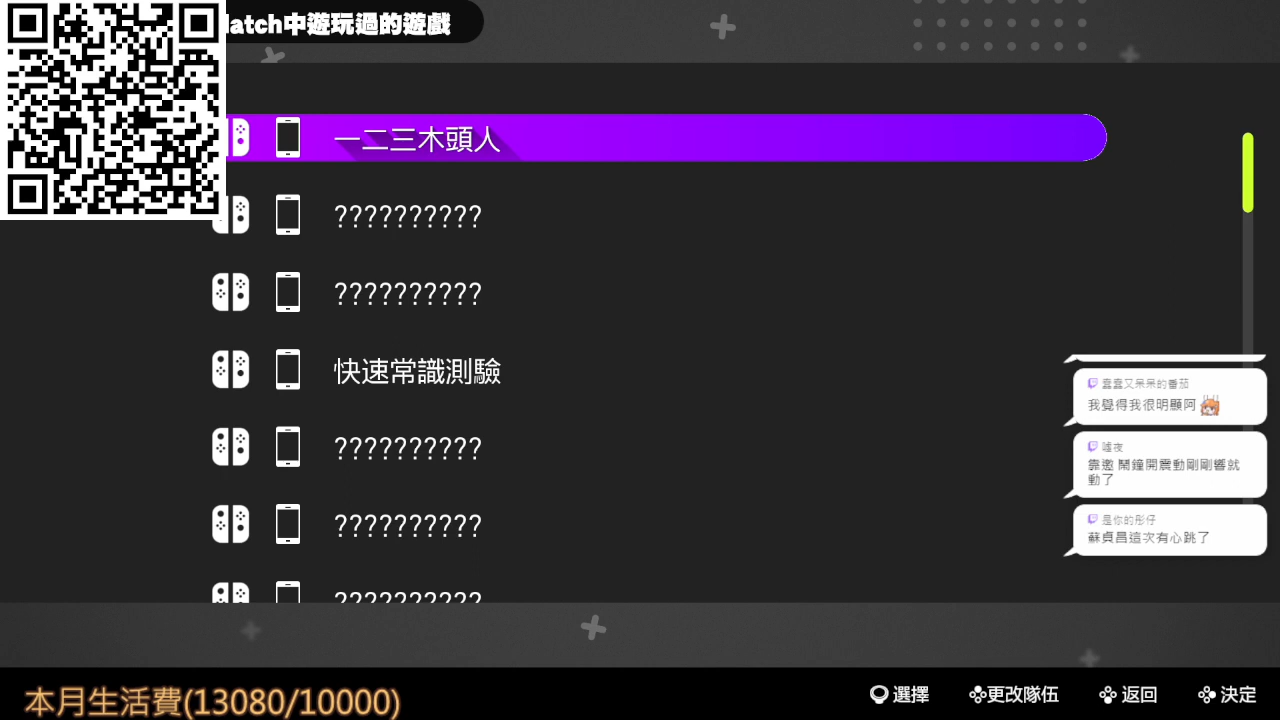 atch中遊玩過的遊戲
一二三木頭人
??????????
??????????
快速常識測驗
??????????
??????????
??????????
蠢蠢又呆呆的番茄
我覺得我很明顯阿
噓夜
靠邀 鬧鐘開震動剛剛響就
動了
是你的彤仔
蘇貞昌這次有心跳了
本月生活費(13080/10000)
選擇
更改隊伍
返回
決定